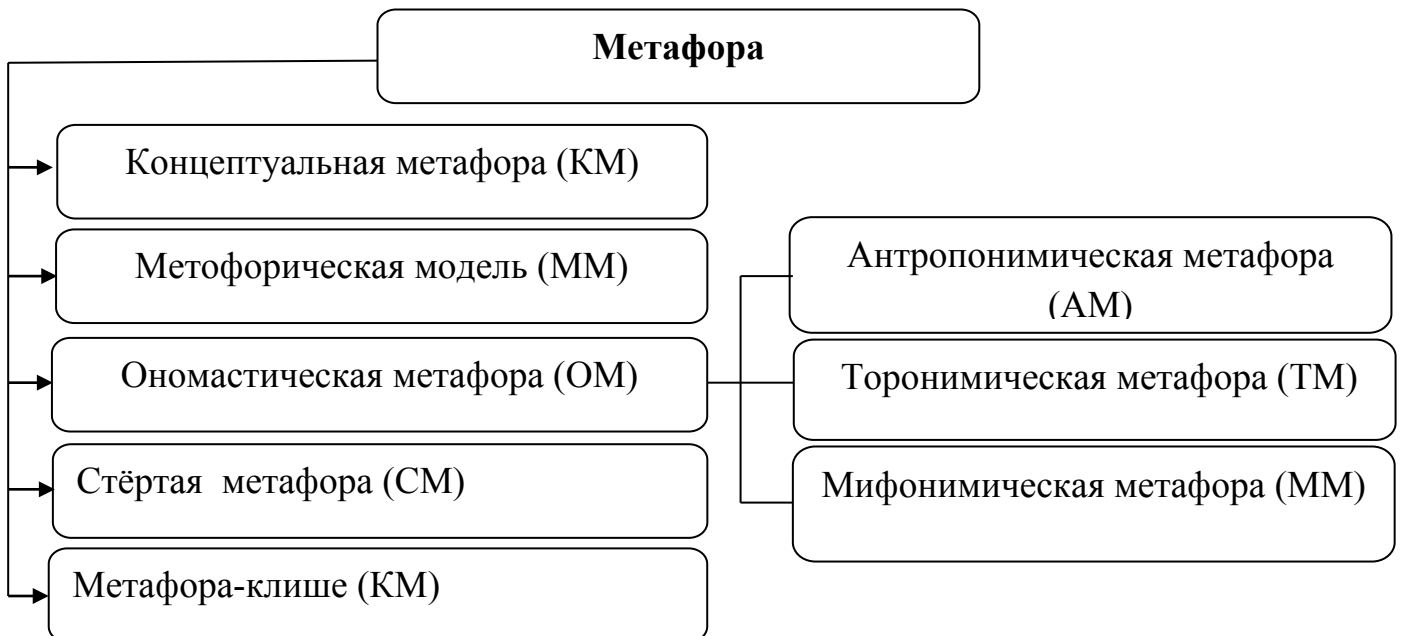 Метафора
Концептуальная метафора (КМ)
Метофорическая модель (ММ)
Ономастическая метафора (ОМ)
Стёртая метафора (СМ)
Метафора-клише (КМ)
Антропонимическая метафора
(АМ)
Торонимическая метафора (ТМ)
Мифонимическая метафора (ММ)